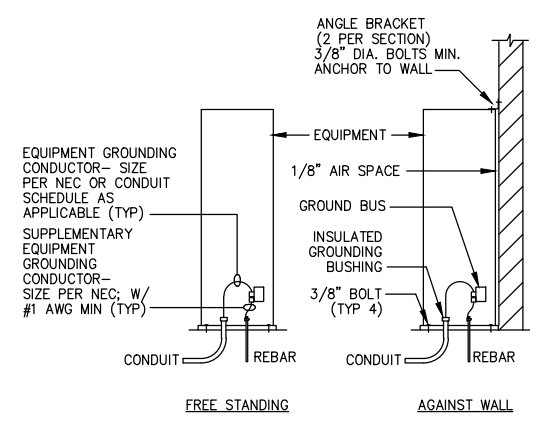 ANGLE BRACKET
(2 PER SECTION)
3/8" DIA. BOLTS MIN.
ANCHOR TO WALL
EQUIPMENT
EQUIPMENT GROUNDING
CONDUCTOR– SIZE
PER NEC OR CONDUIT
SCHEDULE AS
APPLICABLE (TYP)
1/8" AIR SPACE
GROUND BUS
SUPPLEMENTARY
EQUIPMENT
GROUNDING
CONDUCTOR–
SIZE PER NEC; W/
#1 AWG MIN (TYP)
INSULATED
GROUNDING
BUSHING
3/8" BOLT
(TYP 4)
CONDUIT
REBAR
CONDUIT
REBAR
FREE STANDING
AGAINST WALL